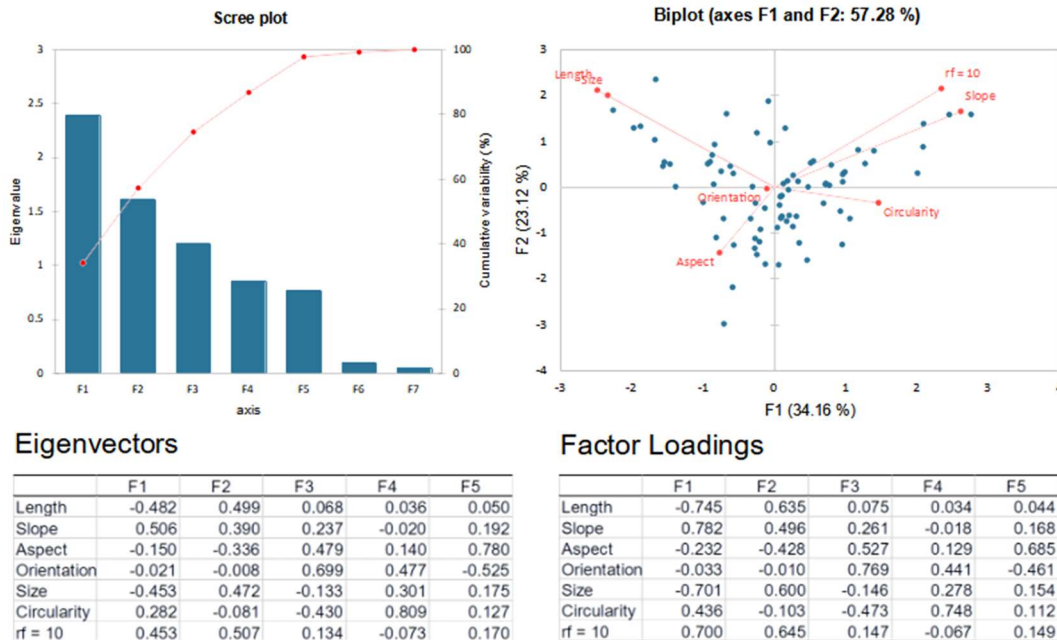 Scree plot
3
2.5
2
1.5
1
0.5
0
Eigenvalue
100
80
60
40
20
0
Cumulative variability (%)
F1 F2 F3 F4 F5 F6 F7
axis
Biplot (axes F1 and F2: 57.28 %)
3
2
1
0
-1
-2
-3
-4
F2 (23.12 %)
Length
Size
rf = 10
Slope
Orientation
Circularity
Aspect
-3 -2 -1 0 1 2 3
F1 (34.16 %)
Eigenvectors
F1 F2 F3 F4 F5
Length -0.482 0.499 0.068 0.036 0.050
Slope 0.506 0.390 0.237 -0.020 0.192
Aspect -0.150 -0.336 0.479 0.140 0.780
Orientation -0.021 -0.008 0.699 0.477 -0.525
Size -0.453 0.472 -0.133 0.301 0.175
Circularity 0.282 -0.081 -0.430 0.809 0.127
rf = 10 0.453 0.507 0.134 -0.073 0.170
Factor Loadings
F1 F2 F3 F4 F5
Length -0.745 0.635 0.075 0.034 0.044
Slope 0.782 0.496 0.261 -0.018 0.168
Aspect -0.232 -0.428 0.527 0.129 0.685
Orientation -0.033 -0.010 0.769 0.441 -0.461
Size -0.701 0.600 -0.146 0.278 0.154
Circularity 0.436 -0.103 -0.473 0.748 0.112
rf = 10 0.700 0.645 0.147 -0.067 0.149